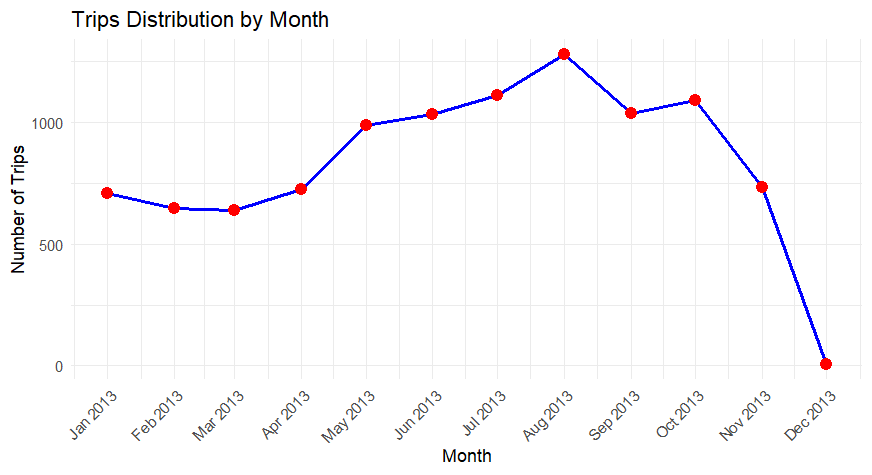 Trips Distribution by Month
Number of Trips
1000
500
0
Jan 2013
Feb 2013
Mar 2013
Apr 2013
May 2013
Jun 2013
Jul 2013
Aug 2013
Sep 2013
Oct 2013
Nov 2013
Dec 2013
Month